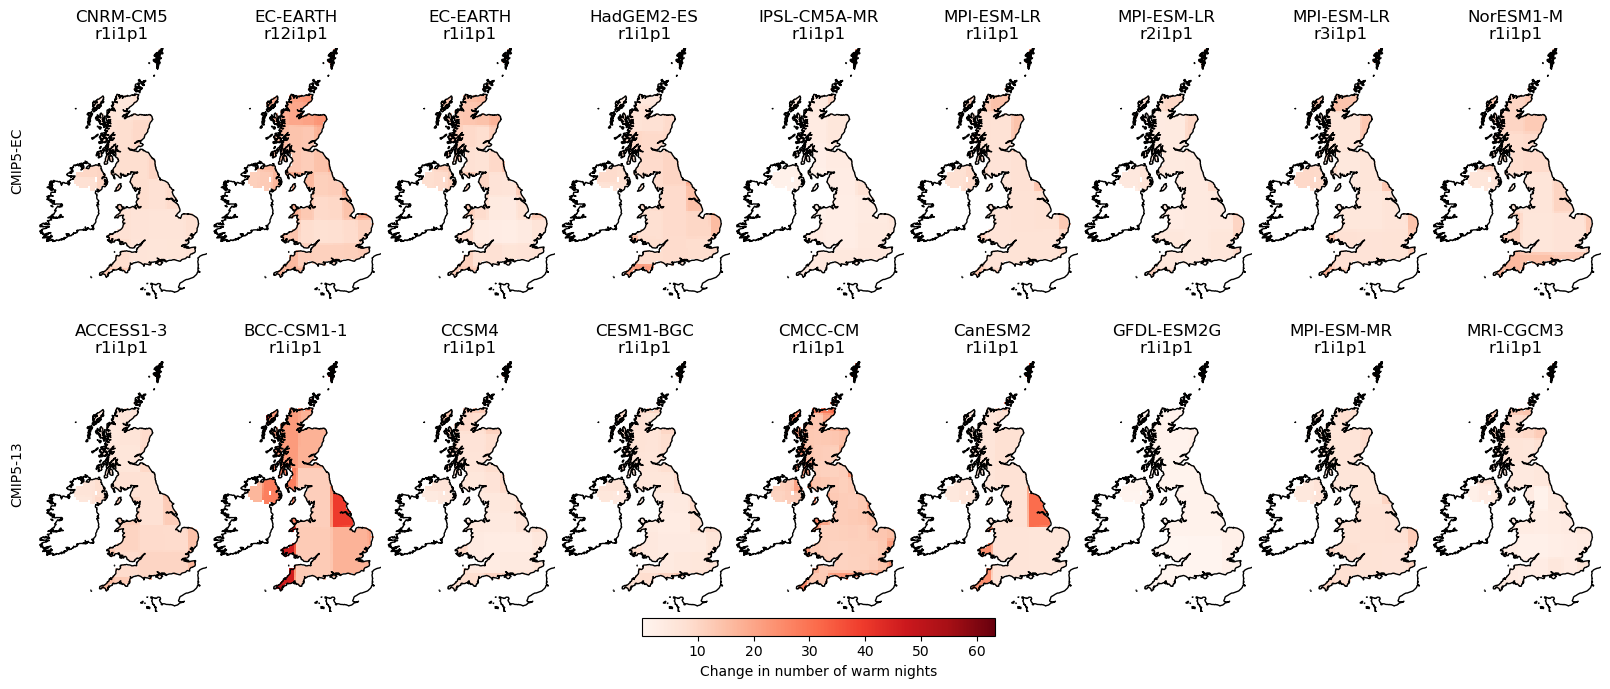 CNRM-CM5 EC-EARTH EC-EARTH HadGEM2-ES IPSL-CM5A-MR MPI-ESM-LR MPI-ESM-LR MPI-ESM-LR NorESM1-M
r1i1p1 r12i1p1 r1i1p1 r1i1p1 r1i1p1 r1i1p1 r2i1p1 r3i1p1 r1i1p1
CMIP5-EC
ACCESS1-3 BCC-CSM1-1 CCSM4 CESM1-BGC CMCC-CM CanESM2 GFDL-ESM2G MPI-ESM-MR MRI-CGCM3
r1i1p1 r1i1p1 r1i1p1 r1i1p1 r1i1p1 r1i1p1 r1i1p1 r1i1p1 r1i1p1
CMIP5-13
10 20 30 40 50 60
Change in number of warm nights